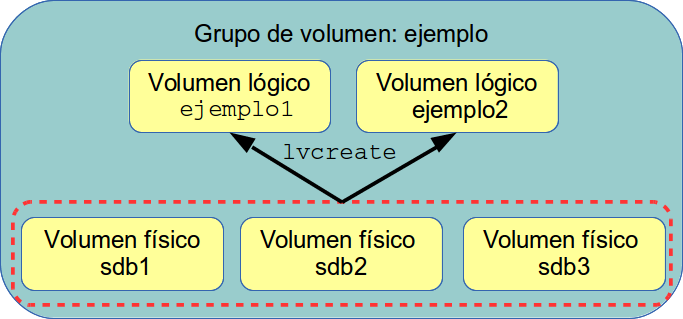 Grupo de volumen: ejemplo
Volumen lógico
ejemplo1
Volumen lógico
ejemplo2
lvcreate
Volumen físico
sdb1
Volumen físico
sdb2
Volumen físico
sdb3